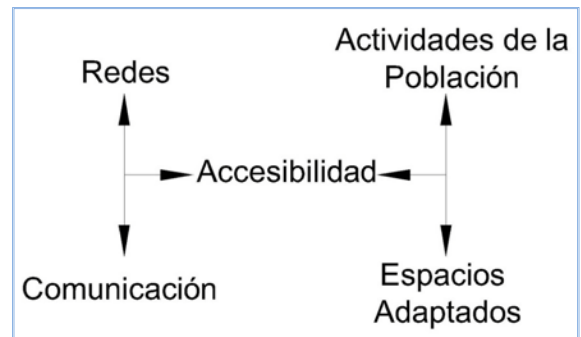 Redes
Actividades de la
Población
Accesibilidad
Comunicación
Espacios
Adaptados